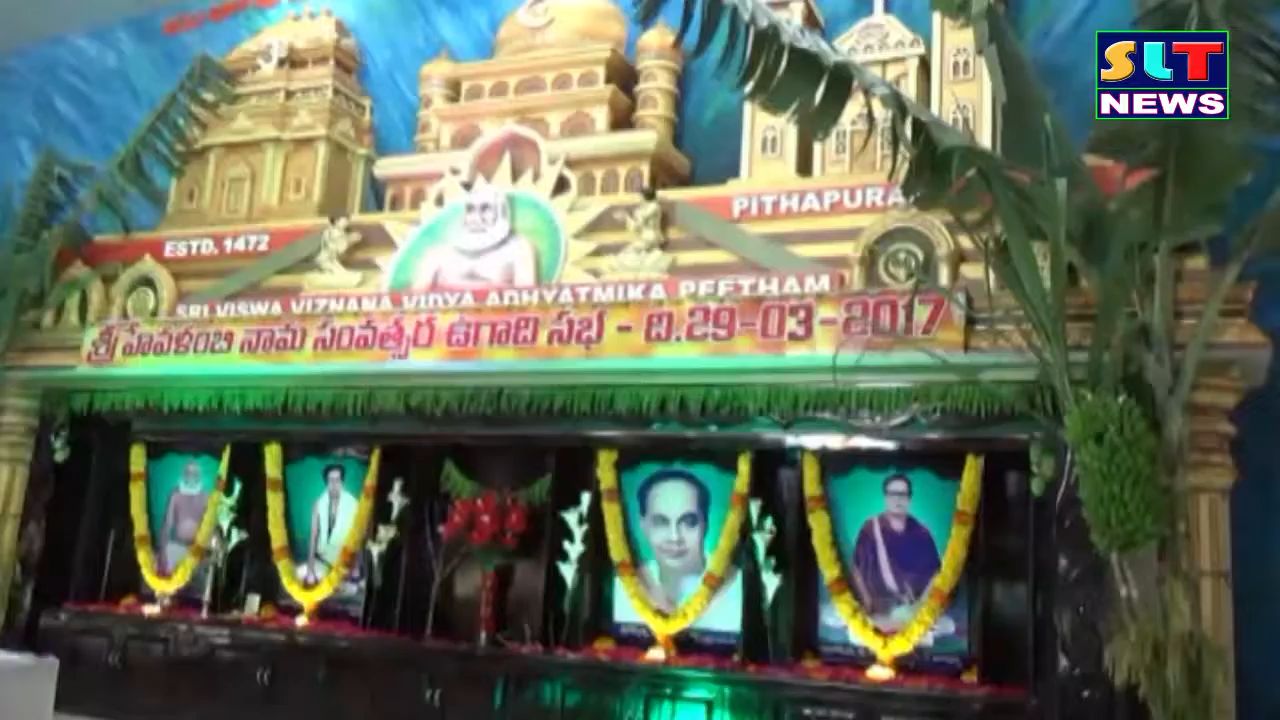 SLT
NEWS
ESTD. 1472
PITHAPURA
SRI VISWA VIZNANA VIDYA ADHYATMIKA PEETHAM
శ్రీ హేవళంబి నామ సంవత్సర ఉగాది సభ - ది.29-03-2017